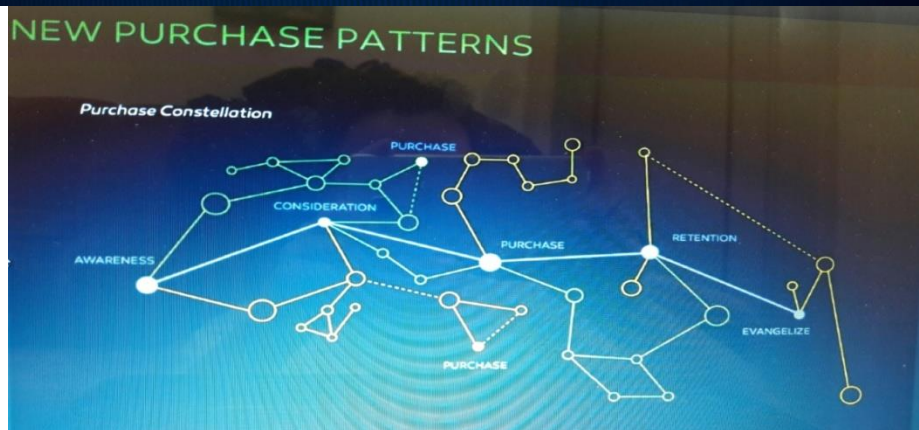 NEW PURCHASE PATTERNS
Purchase Constellation
PURCHASE
CONSIDERATION
AWARENESS
PURCHASE
RETENTION
EVANGELIZE
PURCHASE